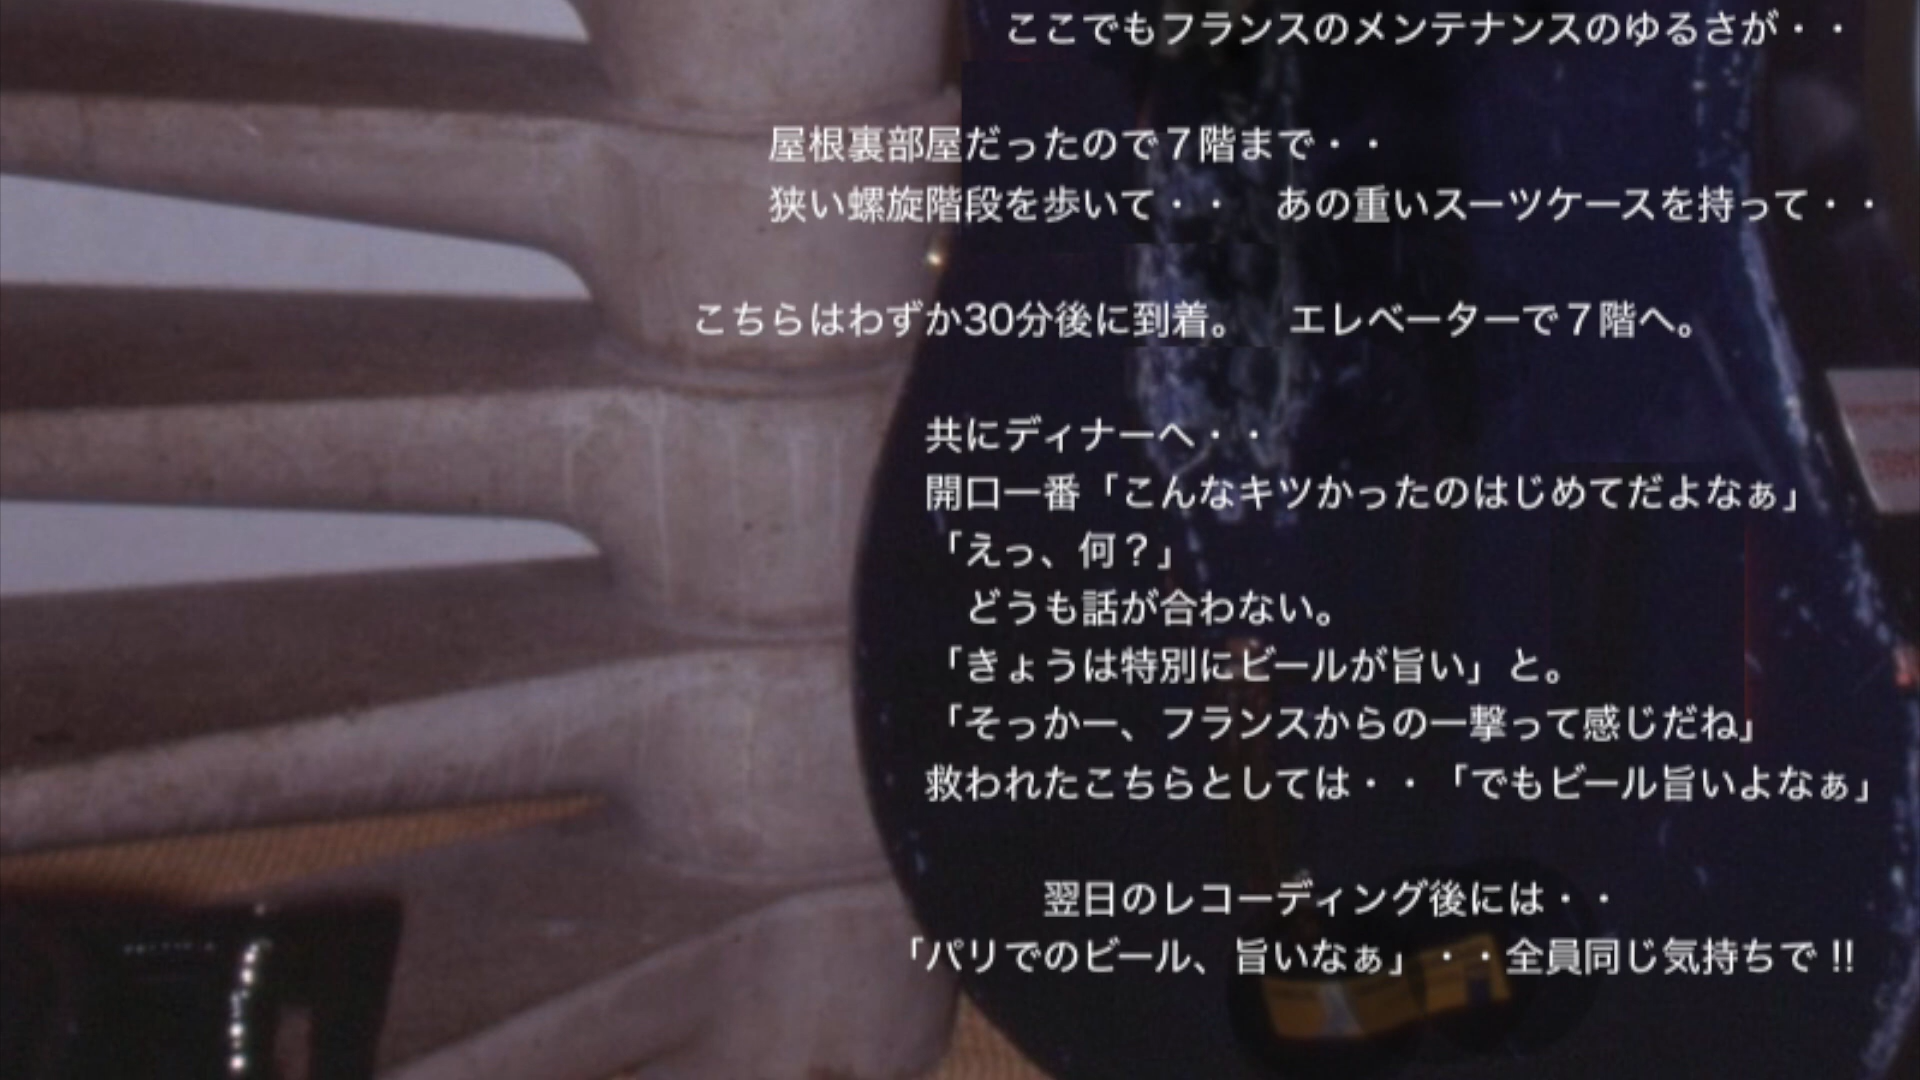 ここでもフランスのメンテナンスのゆるさが・・
屋根裏部屋だったので７階まで・・
狭い螺旋階段を歩いて・・　あの重いスーツケースを持って・・
こちらはわずか30分後に到着。　エレベーターで７階へ。
共にディナーへ・・
開口一番「こんなキツかったのはじめてだよなぁ」
「えっ、何？」
どうも話が合わない。
「きょうは特別にビールが旨い」と。
「そっかー、フランスからの一撃って感じだね」
救われたこちらとしては・・「でもビール旨いよなぁ」
翌日のレコーディング後には・・
「パリでのビール、旨いなぁ」・・全員同じ気持ちで !!